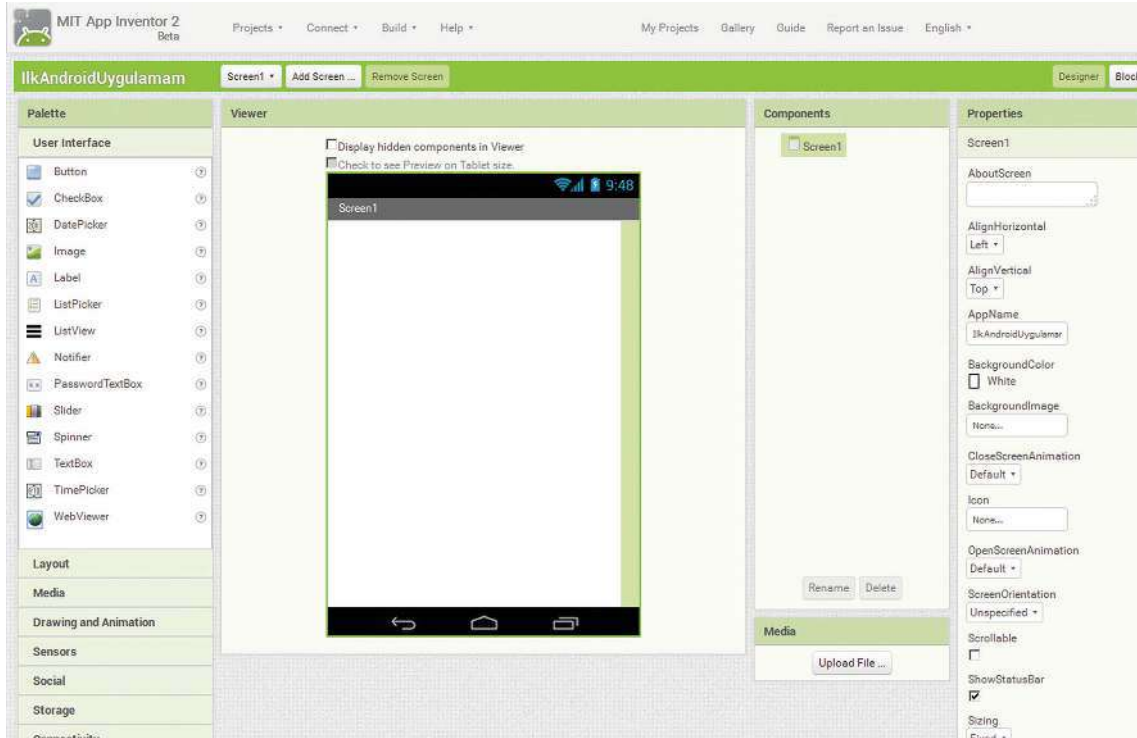 MIT App Inventor 2
Beta
Projects
Connect
Build
Help
My Projects
Gallery
Guide
Report an Issue
English
IlkAndroidUygulamam
Screen1
Add Screen ...
Remove Screen
Designer
Palette
User Interface
Button
CheckBox
DatePicker
Image
Label
ListPicker
ListView
Notifier
PasswordTextBox
Slider
Spinner
TextBox
TimePicker
WebViewer
Layout
Media
Drawing and Animation
Sensors
Social
Storage
Viewer
Display hidden components in Viewer
Check to see Preview on Tablet size.
9:48
Screen1
Components
Screen1
Rename
Delete
Media
Upload File ...
Properties
Screen1
AboutScreen
AlignHorizontal
Left
AlignVertical
Top
AppName
IlkAndroidUygulamar
BackgroundColor
White
BackgroundImage
None...
CloseScreenAnimation
Default
Icon
None...
OpenScreenAnimation
Default
ScreenOrientation
Unspecified
Scrollable
ShowStatusBar
Sizing